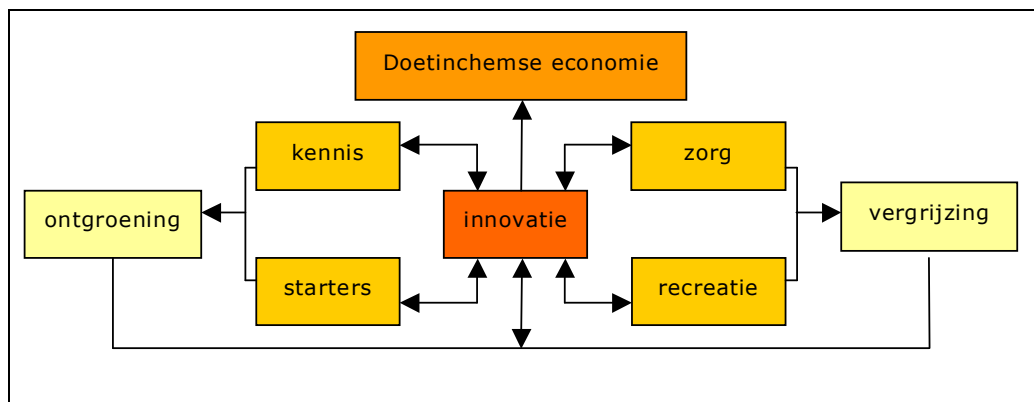 Doetinchemse economie
kennis
zorg
ontgroening
innovatie
vergrijzing
starters
recreatie